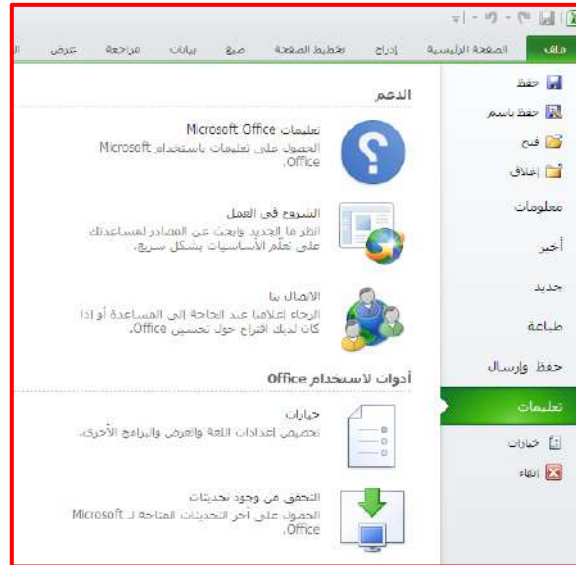 ملف الصفحة الرئيسية إدراج تخطيط الصفحة صيغ بيانات مراجعة عرض
حفظ
حفظ باسم
فتح
إغلاق
معلومات
أخير
جديد
طباعة
حفظ وإرسال
تعليمات
خيارات
إنهاء
الدعم
تعليمات Microsoft Office
الحصول على تعليمات باستخدام Microsoft
Office.
الشروع في العمل
انظر ما الجديد وابحث عن المصادر لمساعدتك
على تعلّم الأساسيات بشكل سريع.
الاتصال بنا
الرجاء إعلامنا عند الحاجة إلى المساعدة أو إذا
كان لديك اقتراح حول تحسين Office.
أدوات لاستخدام Office
خيارات
تخصيص إعدادات اللغة والعرض والبرامج الأخرى.
التحقق من وجود تحديثات
الحصول على آخر التحديثات المتاحة لـ Microsoft
Office.